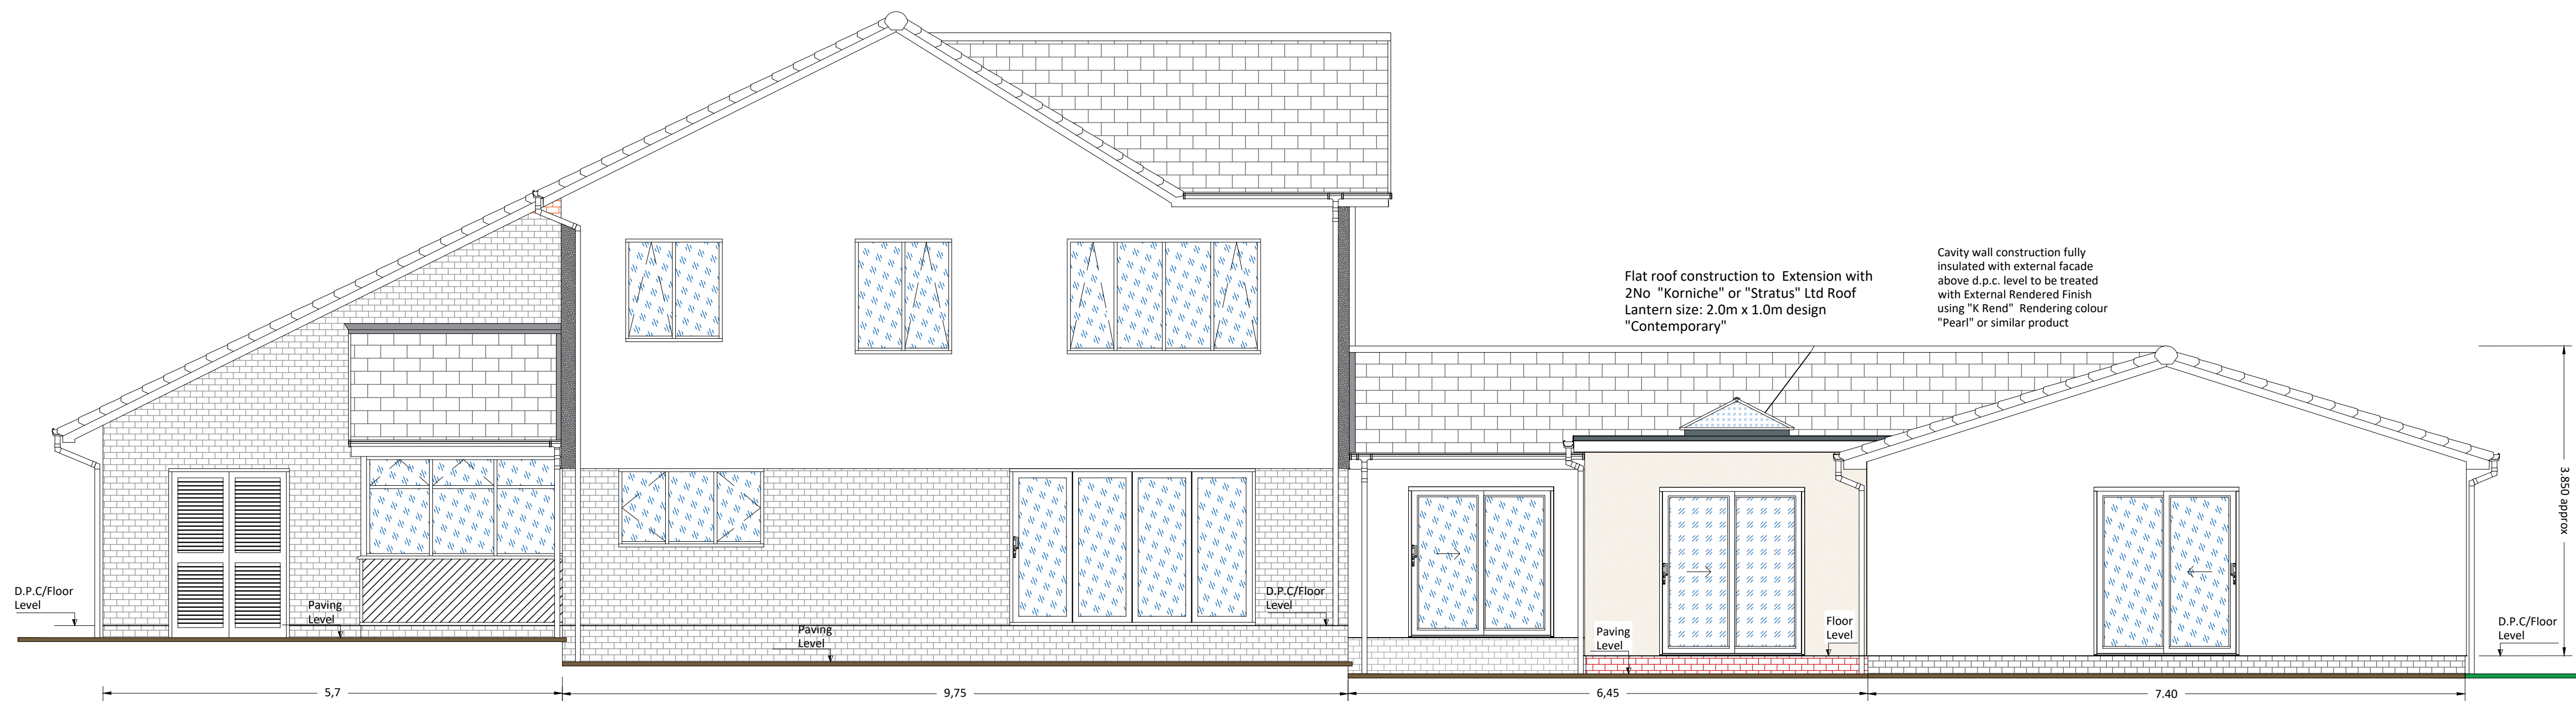 Flat roof construction to Extension with
2No "Korniche" or "Stratus" Ltd Roof
Lantern size: 2.0m x 1.0m design
"Contemporary"
Cavity wall construction fully
insulated with external facade
above d.p.c. level to be treated
with External Rendered Finish
using "K Rend" Rendering colour
"Pearl" or similar product
3.850 approx
D.P.C/Floor
Level
Paving
Level
Paving
Level
D.P.C/Floor
Level
Paving
Level
Floor
Level
D.P.C/Floor
Level
5,7
9,75
6,45
7.40